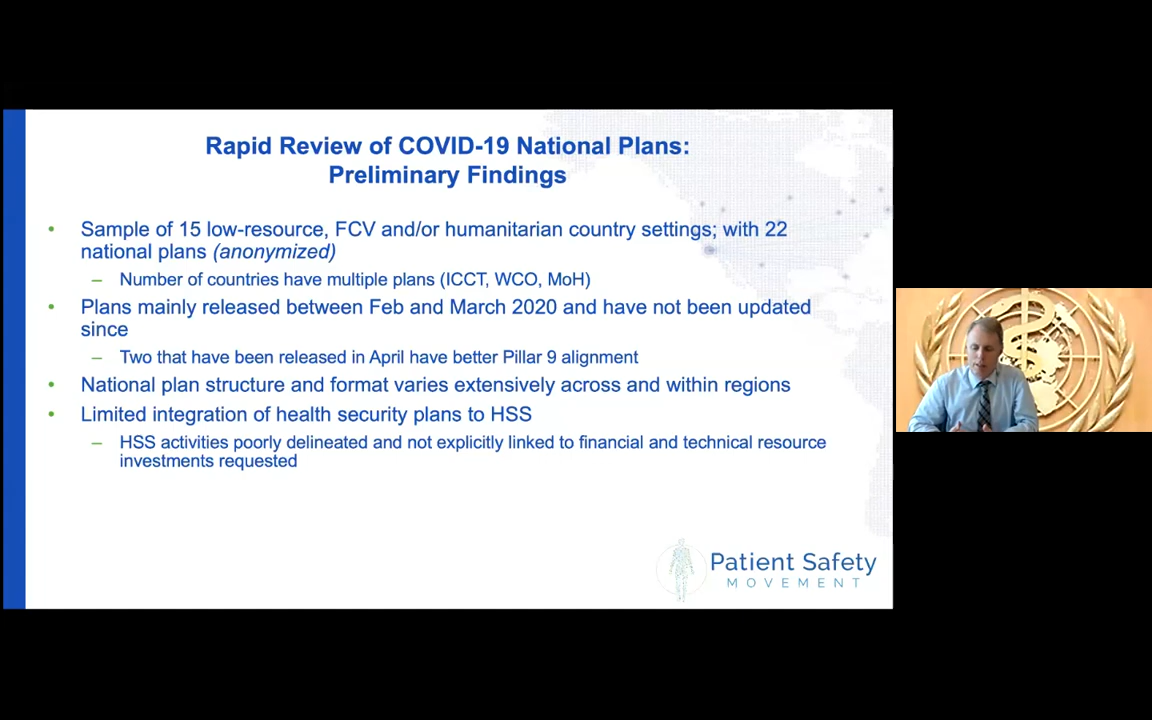 Rapid Review of COVID-19 National Plans:
Preliminary Findings
• Sample of 15 low-resource, FCV and/or humanitarian country settings; with 22
national plans (anonymized)
– Number of countries have multiple plans (ICCT, WCO, MoH)
• Plans mainly released between Feb and March 2020 and have not been updated
since
– Two that have been released in April have better Pillar 9 alignment
• National plan structure and format varies extensively across and within regions
• Limited integration of health security plans to HSS
– HSS activities poorly delineated and not explicitly linked to financial and technical resource
investments requested
Patient Safety
MOVEMENT